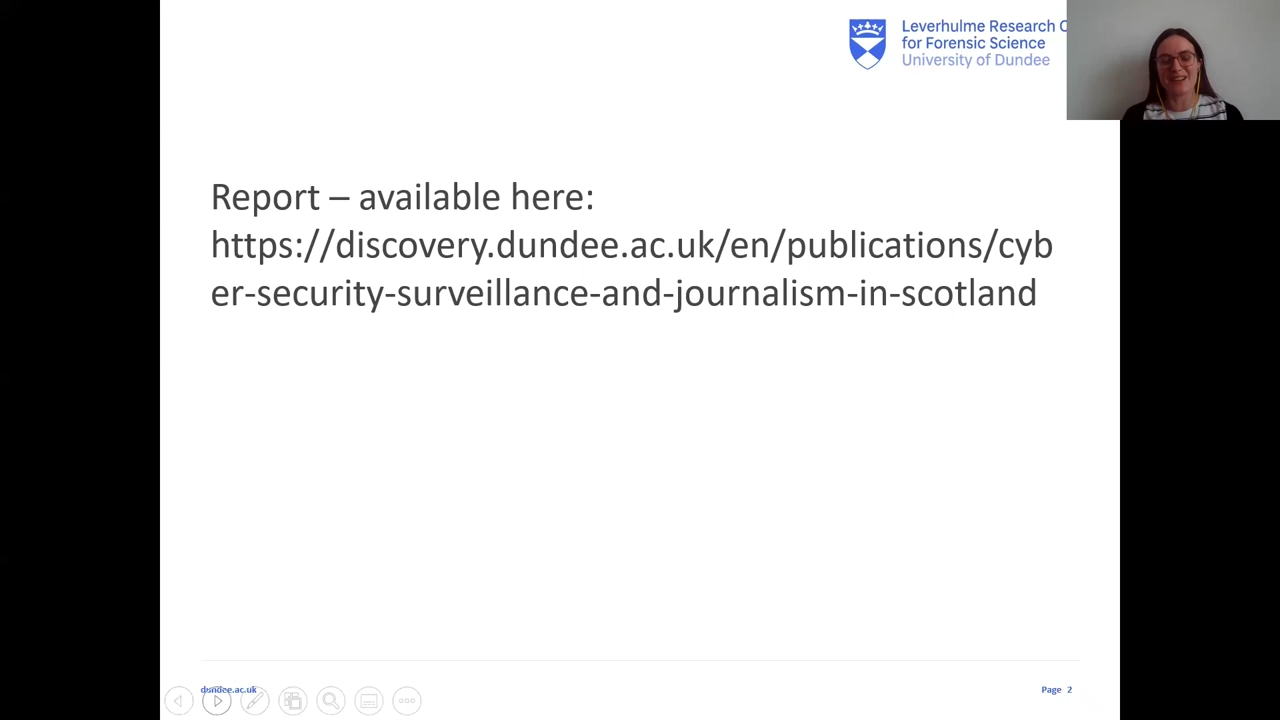 Leverhulme Research C
for Forensic Science
University of Dundee
Report – available here:
https://discovery.dundee.ac.uk/en/publications/cyb
er-security-surveillance-and-journalism-in-scotland
dundee.ac.uk
Page 2